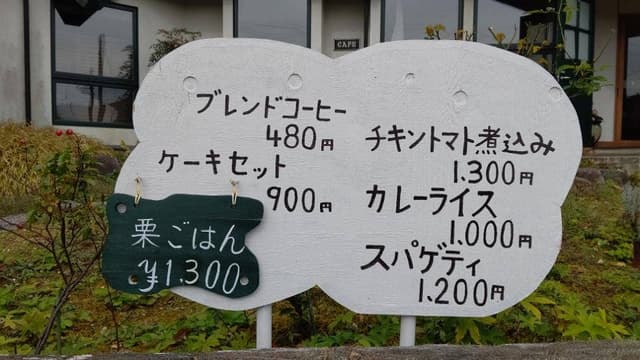 CAFE
ブレンドコーヒー
480円
ケーキセット
900円
チキントマト煮込み
1.300円
カレーライス
1.000円
スパゲティ
1.200円
栗ごはん
¥1.300